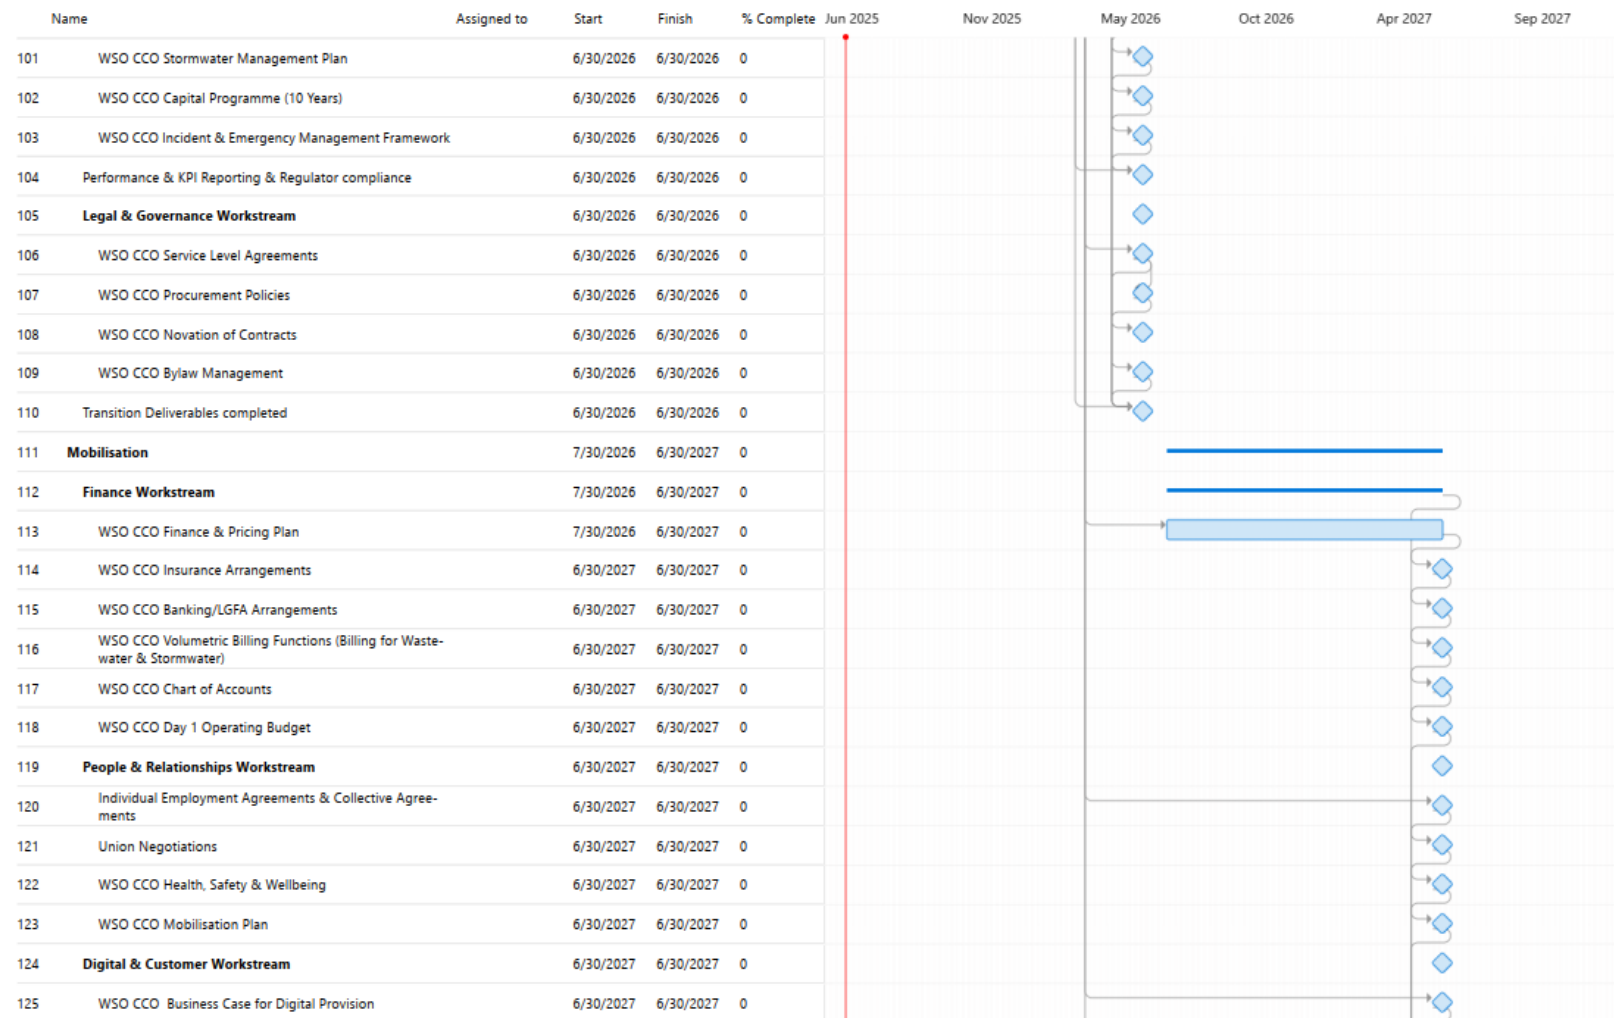 Name Assigned to Start Finish % Complete Jun 2025 Nov 2025 May 2026 Oct 2026 Apr 2027 Sep 2027
101 WSO CCO Stormwater Management Plan 6/30/2026 6/30/2026 0
102 WSO CCO Capital Programme (10 Years) 6/30/2026 6/30/2026 0
103 WSO CCO Incident & Emergency Management Framework 6/30/2026 6/30/2026 0
104 Performance & KPI Reporting & Regulator compliance 6/30/2026 6/30/2026 0
105 Legal & Governance Workstream 6/30/2026 6/30/2026 0
106 WSO CCO Service Level Agreements 6/30/2026 6/30/2026 0
107 WSO CCO Procurement Policies 6/30/2026 6/30/2026 0
108 WSO CCO Novation of Contracts 6/30/2026 6/30/2026 0
109 WSO CCO Bylaw Management 6/30/2026 6/30/2026 0
110 Transition Deliverables completed 6/30/2026 6/30/2026 0
111 Mobilisation 7/30/2026 6/30/2027 0
112 Finance Workstream 7/30/2026 6/30/2027 0
113 WSO CCO Finance & Pricing Plan 7/30/2026 6/30/2027 0
114 WSO CCO Insurance Arrangements 6/30/2027 6/30/2027 0
115 WSO CCO Banking/LGFA Arrangements 6/30/2027 6/30/2027 0
116 WSO CCO Volumetric Billing Functions (Billing for Waste-
water & Stormwater) 6/30/2027 6/30/2027 0
117 WSO CCO Chart of Accounts 6/30/2027 6/30/2027 0
118 WSO CCO Day 1 Operating Budget 6/30/2027 6/30/2027 0
119 People & Relationships Workstream 6/30/2027 6/30/2027 0
120 Individual Employment Agreements & Collective Agree-
ments 6/30/2027 6/30/2027 0
121 Union Negotiations 6/30/2027 6/30/2027 0
122 WSO CCO Health, Safety & Wellbeing 6/30/2027 6/30/2027 0
123 WSO CCO Mobilisation Plan 6/30/2027 6/30/2027 0
124 Digital & Customer Workstream 6/30/2027 6/30/2027 0
125 WSO CCO Business Case for Digital Provision 6/30/2027 6/30/2027 0